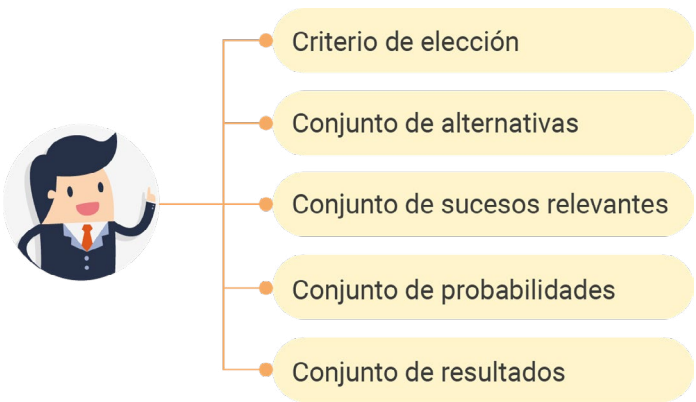 Criterio de elección
Conjunto de alternativas
Conjunto de sucesos relevantes
Conjunto de probabilidades
Conjunto de resultados